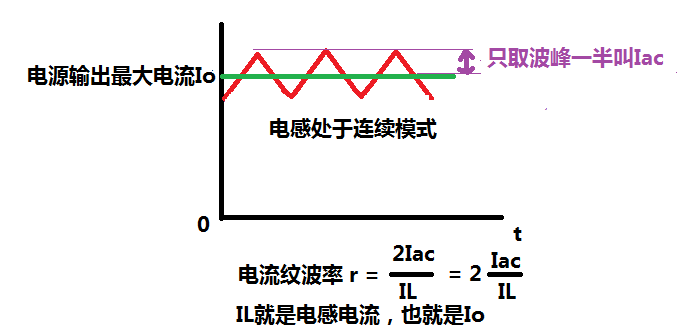 只取波峰一半叫Iac
电源输出最大电流Io
电感处于连续模式
0
t
电流纹波率 r = 2Iac/IL = 2 Iac/IL
IL就是电感电流，也就是Io